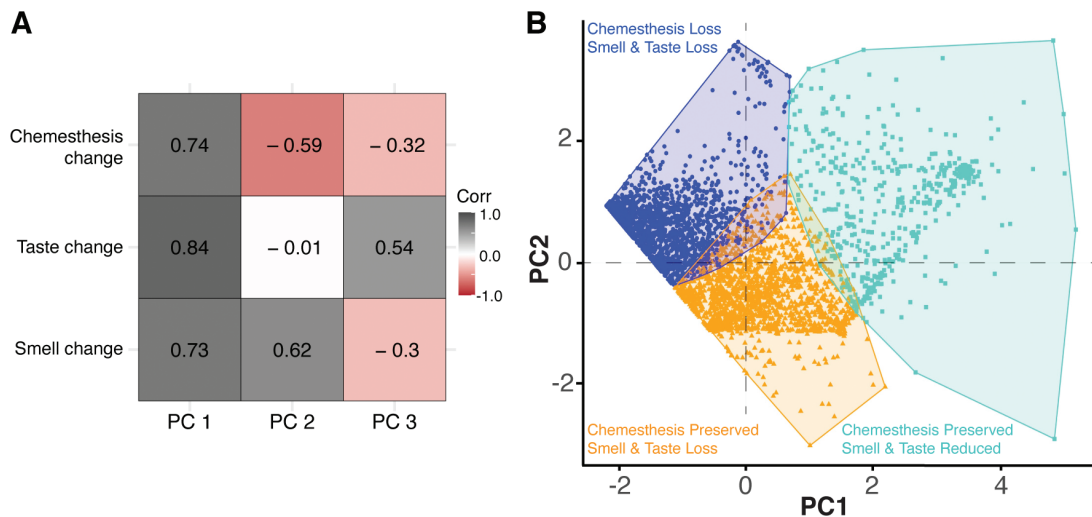 A
Chemesthesis
change
0.74
– 0.59
– 0.32
Taste change
0.84
– 0.01
0.54
Smell change
0.73
0.62
– 0.3
PC 1
PC 2
PC 3
Corr
1.0
0.0
-1.0
B
Chemesthesis Loss
Smell & Taste Loss
Chemesthesis Preserved
Smell & Taste Loss
Chemesthesis Preserved
Smell & Taste Reduced
PC2
2
0
-2
-2
0
2
4
PC1